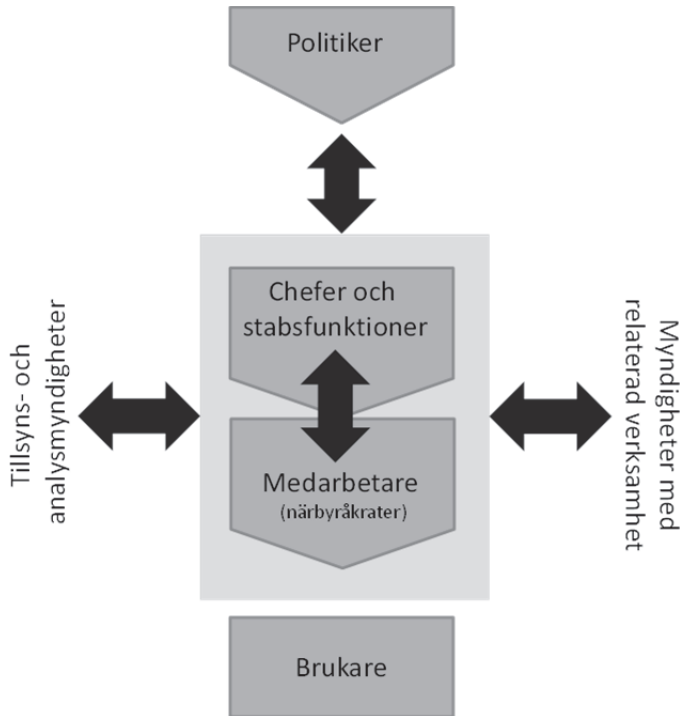 Politiker
Chefer och
stabsfunktioner
Tillsyns- och
analysmyndigheter
Myndigheter med
relaterad verksamhet
Medarbetare
(närbyråkrater)
Brukare